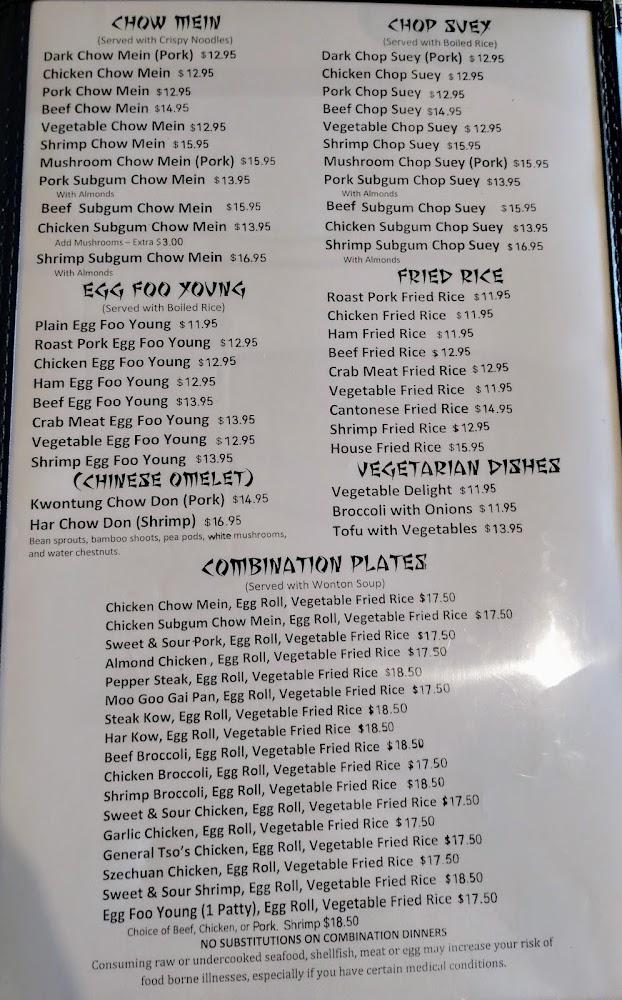 CHOW MEIN
(Served with Crispy Noodles)
Dark Chow Mein (Pork) $12.95
Chicken Chow Mein $12.95
Pork Chow Mein $12.95
Beef Chow Mein $14.95
Vegetable Chow Mein $12.95
Shrimp Chow Mein $15.95
Mushroom Chow Mein (Pork) $15.95
Pork Subgum Chow Mein $13.95
With Almonds
Beef Subgum Chow Mein $15.95
Chicken Subgum Chow Mein $13.95
Add Mushrooms – Extra $3.00
Shrimp Subgum Chow Mein $16.95
With Almonds
EGG FOO YOUNG
(Served with Boiled Rice)
Plain Egg Foo Young $11.95
Roast Pork Egg Foo Young $12.95
Chicken Egg Foo Young $12.95
Ham Egg Foo Young $12.95
Beef Egg Foo Young $13.95
Crab Meat Egg Foo Young $13.95
Vegetable Egg Foo Young $12.95
Shrimp Egg Foo Young $13.95
(CHINESE OMELET)
Kwontung Chow Don (Pork) $14.95
Har Chow Don (Shrimp) $16.95
Bean sprouts, bamboo shoots, pea pods, white mushrooms,
and water chestnuts.
CHOP SUEY
(Served with Boiled Rice)
Dark Chop Suey (Pork) $12.95
Chicken Chop Suey $12.95
Pork Chop Suey $12.95
Beef Chop Suey $14.95
Vegetable Chop Suey $12.95
Shrimp Chop Suey $15.95
Mushroom Chop Suey (Pork) $15.95
Pork Subgum Chop Suey $13.95
With Almonds
Beef Subgum Chop Suey $15.95
Chicken Subgum Chop Suey $13.95
Shrimp Subgum Chop Suey $16.95
With Almonds
FRIED RICE
Roast Pork Fried Rice $11.95
Chicken Fried Rice $11.95
Ham Fried Rice $11.95
Beef Fried Rice $12.95
Crab Meat Fried Rice $12.95
Vegetable Fried Rice $11.95
Cantonese Fried Rice $14.95
Shrimp Fried Rice $12.95
House Fried Rice $15.95
VEGETARIAN DISHES
Vegetable Delight $11.95
Broccoli with Onions $11.95
Tofu with Vegetables $13.95
COMBINATION PLATES
(Served with Wonton Soup)
Chicken Chow Mein, Egg Roll, Vegetable Fried Rice $17.50
Chicken Subgum Chow Mein, Egg Roll, Vegetable Fried Rice $17.50
Sweet & Sour Pork, Egg Roll, Vegetable Fried Rice $17.50
Almond Chicken, Egg Roll, Vegetable Fried Rice $17.50
Pepper Steak, Egg Roll, Vegetable Fried Rice $18.50
Moo Goo Gai Pan, Egg Roll, Vegetable Fried Rice $17.50
Steak Kow, Egg Roll, Vegetable Fried Rice $18.50
Har Kow, Egg Roll, Vegetable Fried Rice $18.50
Beef Broccoli, Egg Roll, Vegetable Fried Rice $18.50
Chicken Broccoli, Egg Roll, Vegetable Fried Rice $17.50
Shrimp Broccoli, Egg Roll, Vegetable Fried Rice $18.50
Sweet & Sour Chicken, Egg Roll, Vegetable Fried Rice $17.50
Garlic Chicken, Egg Roll, Vegetable Fried Rice $17.50
General Tso's Chicken, Egg Roll, Vegetable Fried Rice $17.50
Szechuan Chicken, Egg Roll, Vegetable Fried Rice $17.50
Sweet & Sour Shrimp, Egg Roll, Vegetable Fried Rice $18.50
Egg Foo Young (1 Patty), Egg Roll, Vegetable Fried Rice $17.50
Choice of Beef, Chicken, or Pork. Shrimp $18.50
NO SUBSTITUTIONS ON COMBINATION DINNERS
Consuming raw or undercooked seafood, shellfish, meat or egg may increase your risk of
food borne illnesses, especially if you have certain medical conditions.